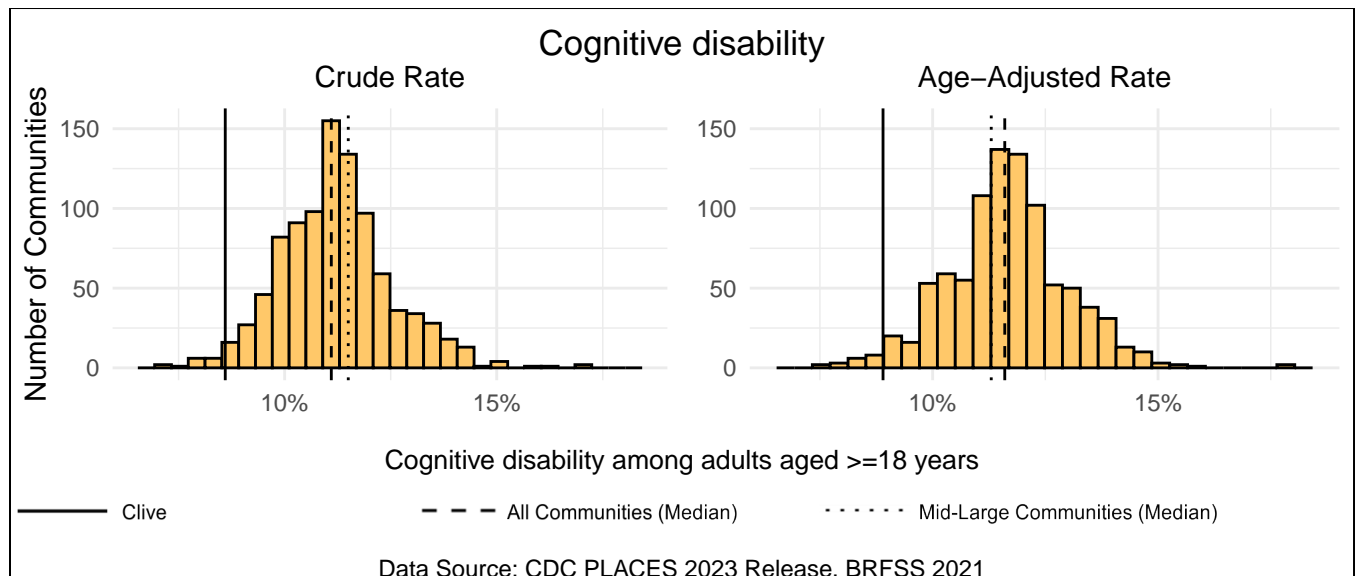 Cognitive disability
Crude Rate
Age−Adjusted Rate
Number of Communities
150
100
50
0
10%
15%
150
100
50
0
10%
15%
Cognitive disability among adults aged >=18 years
Clive
All Communities (Median)
Mid-Large Communities (Median)
Data Source: CDC PLACES 2023 Release, BRFSS 2021